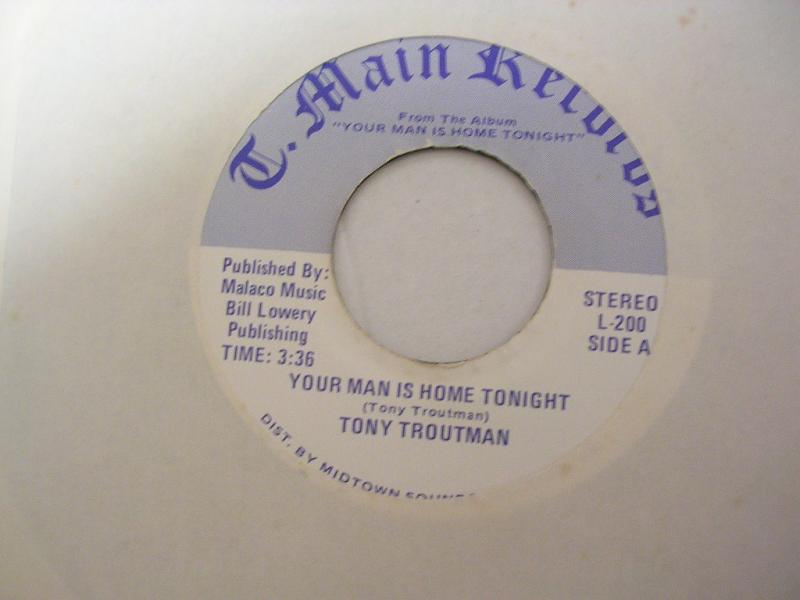 T. Main Records
From The Album
"YOUR MAN IS HOME TONIGHT"
Published By:
Malaco Music
Bill Lowery
Publishing
TIME: 3:36
STEREO
L-200
SIDE A
YOUR MAN IS HOME TONIGHT
(Tony Troutman)
TONY TROUTMAN
DIST. BY MIDTOWN